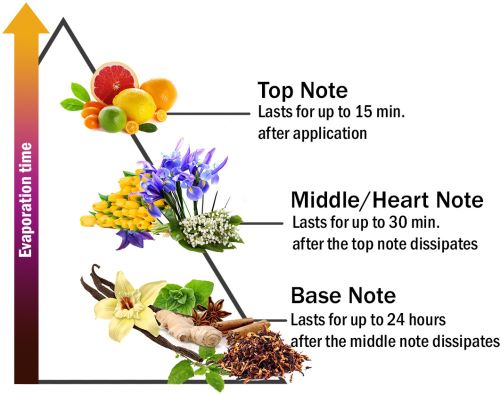 Evaporation time
Top Note
Lasts for up to 15 min.
after application
Middle/Heart Note
Lasts for up to 30 min.
after the top note dissipates
Base Note
Lasts for up to 24 hours
after the middle note dissipates